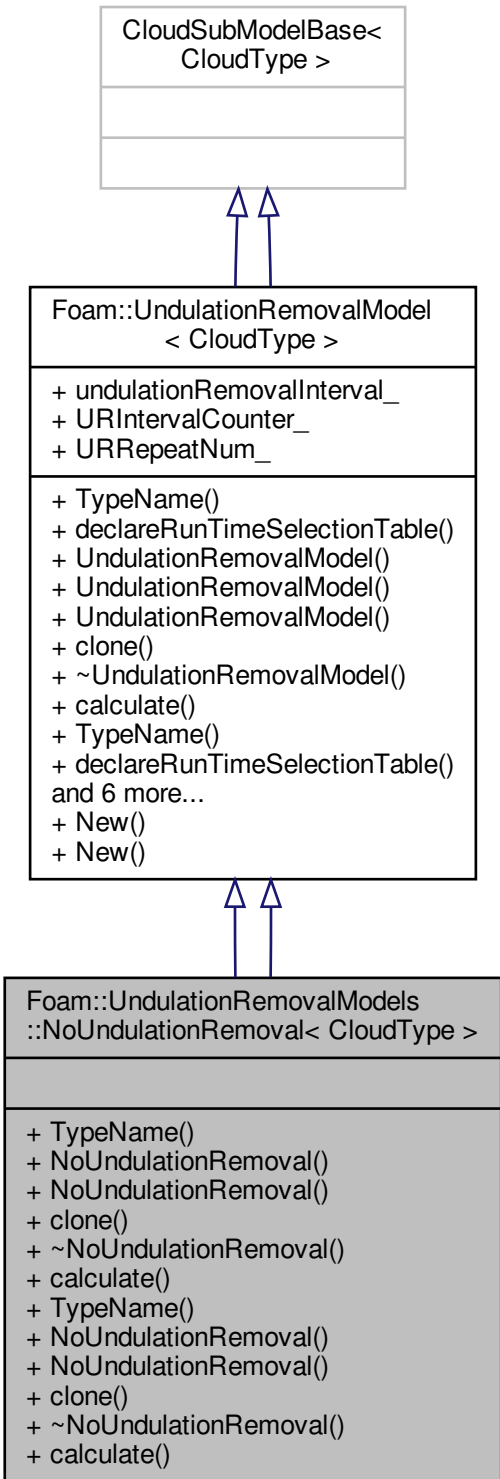 CloudSubModelBase<
CloudType >
Foam::UndulationRemovalModel
< CloudType >
+ undulationRemovalInterval_
+ URIntervalCounter_
+ URRepeatNum_
+ TypeName()
+ declareRunTimeSelectionTable()
+ UndulationRemovalModel()
+ UndulationRemovalModel()
+ UndulationRemovalModel()
+ clone()
+ ~UndulationRemovalModel()
+ calculate()
+ TypeName()
+ declareRunTimeSelectionTable()
and 6 more...
+ New()
+ New()
Foam::UndulationRemovalModels
::NoUndulationRemoval< CloudType >
+ TypeName()
+ NoUndulationRemoval()
+ NoUndulationRemoval()
+ clone()
+ ~NoUndulationRemoval()
+ calculate()
+ TypeName()
+ NoUndulationRemoval()
+ NoUndulationRemoval()
+ clone()
+ ~NoUndulationRemoval()
+ calculate()